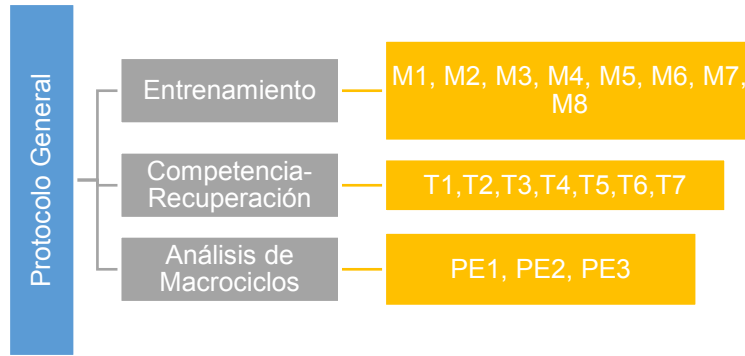 Protocolo General
Entrenamiento
M1, M2, M3, M4, M5, M6, M7,
M8
Competencia-
Recuperación
T1,T2,T3,T4,T5,T6,T7
Análisis de
Macrociclos
PE1, PE2, PE3